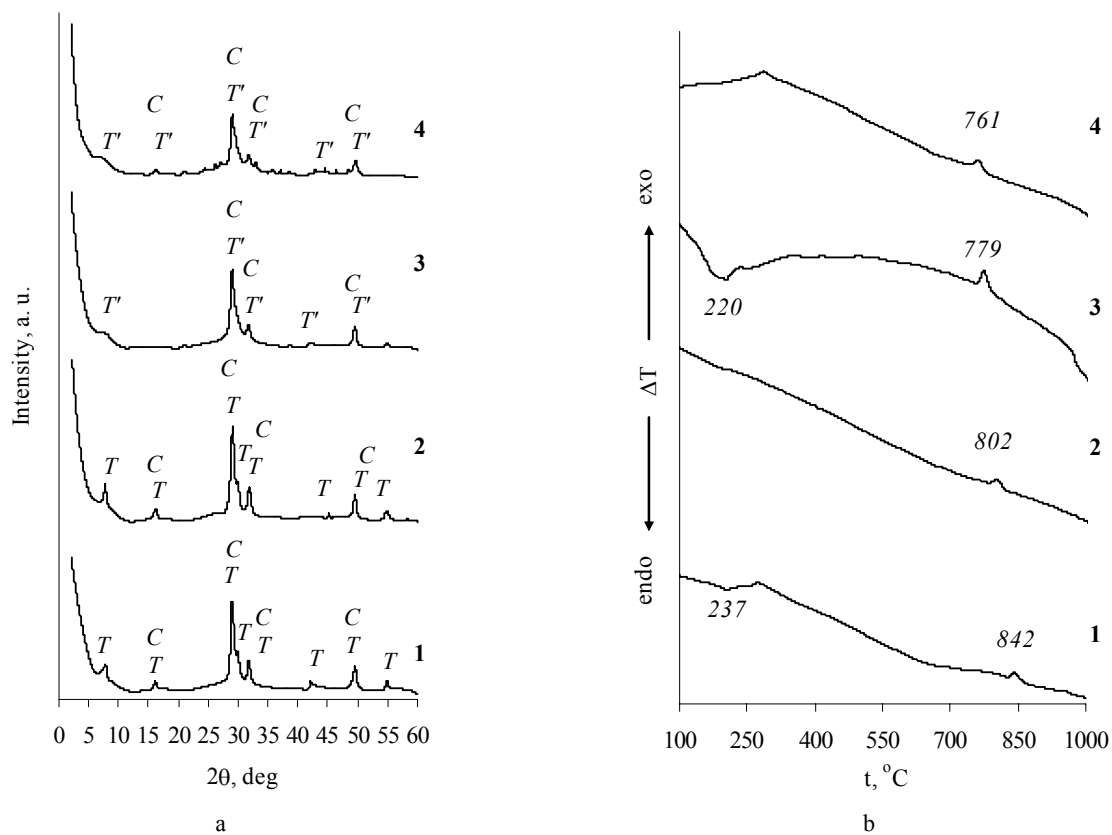 C
C
T'
C
C
T'
T'
T'
T'
T'
4
C
C
T'
C
T'
T'
T'
T'
3
C
C
T
C
C
T
T
T
T
T
T
T
2
C
T
C
C
C
T
T
T
T
T
T
T
1
Intensity, a. u.
0 5 10 15 20 25 30 35 40 45 50 55 60
2θ, deg
a
761
4
exo
779
220
3
ΔT
802
2
endo
237
842
1
100 250 400 550 700 850 1000
t, °C
b